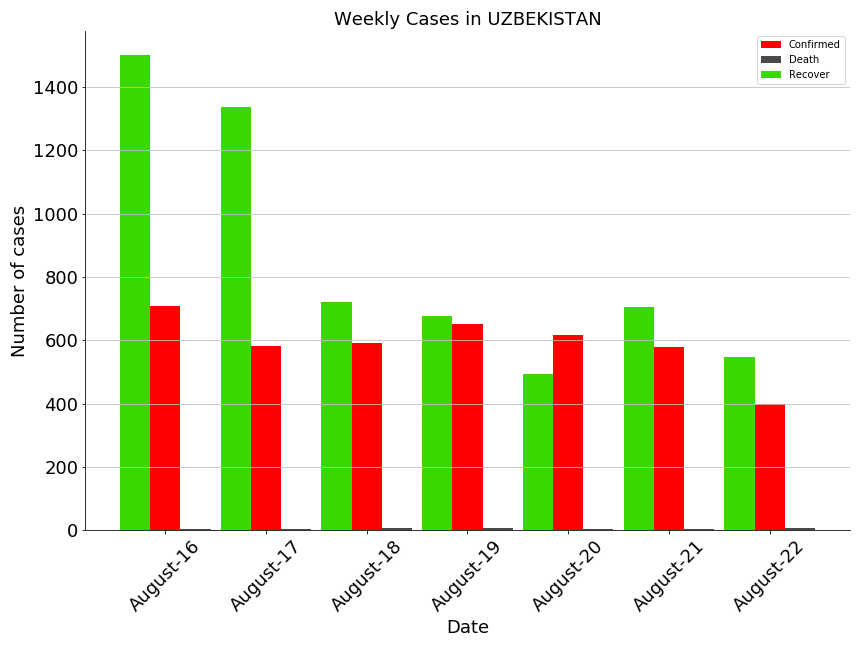 Weekly Cases in UZBEKISTAN
Confirmed
Death
Recover
Number of cases
1400
1200
1000
800
600
400
200
0
August-16
August-17
August-18
August-19
August-20
August-21
August-22
Date